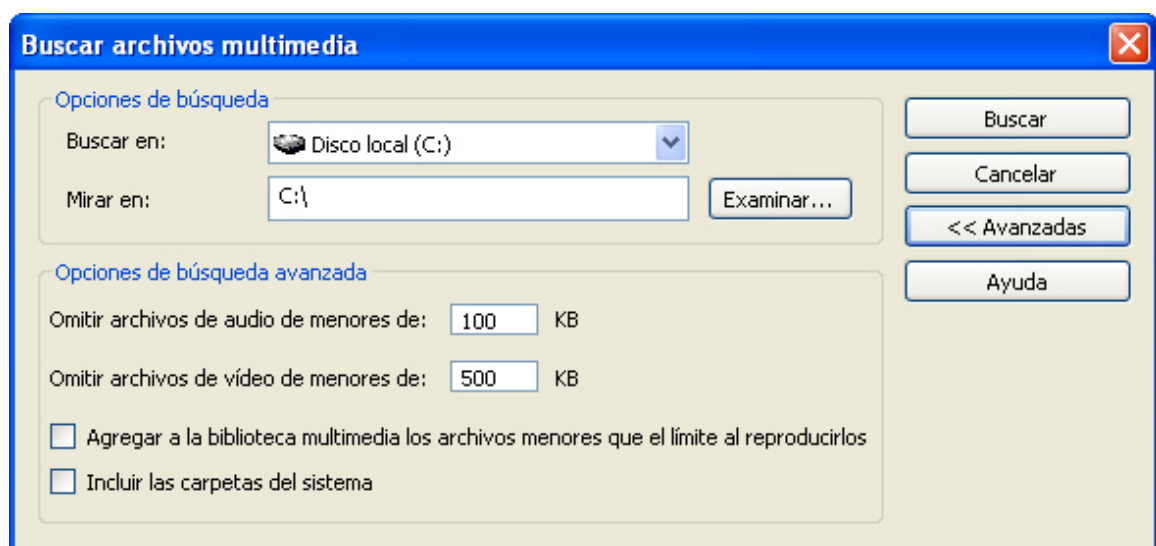 Buscar archivos multimedia
Opciones de búsqueda
Buscar en:
Disco local (C:)
Mirar en:
C:\
Examinar...
Buscar
Cancelar
<< Avanzadas
Ayuda
Opciones de búsqueda avanzada
Omitir archivos de audio de menores de: 100 KB
Omitir archivos de vídeo de menores de: 500 KB
Agregar a la biblioteca multimedia los archivos menores que el límite al reproducirlos
Incluir las carpetas del sistema